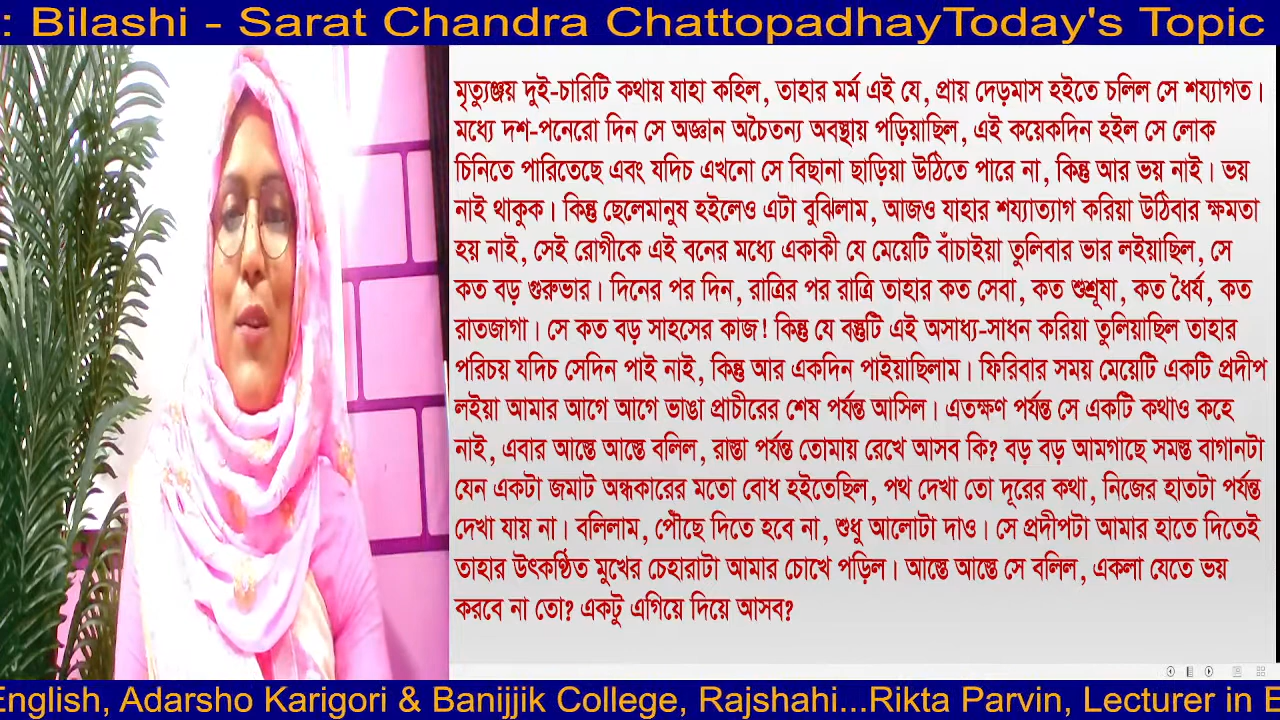 : Bilashi - Sarat Chandra ChattopadhayToday's Topic
মৃত্যুঞ্জয় দুই-চারিটি কথায় যাহা কহিল, তাহার মর্ম এই যে, প্রায় দেড়মাস হইতে চলিল সে শয্যাগত।
মধ্যে দশ-পনেরো দিন সে অজ্ঞান অচৈতন্য অবস্থায় পড়িয়াছিল, এই কয়েকদিন হইল সে লোক
চিনিতে পারিতেছে এবং যদিচ এখনো সে বিছানা ছাড়িয়া উঠিতে পারে না, কিন্তু আর ভয় নাই। ভয়
নাই থাকুক। কিন্তু ছেলেমানুষ হইলেও এটা বুঝিলাম, আজও যাহার শয্যাত্যাগ করিয়া উঠিবার ক্ষমতা
হয় নাই, সেই রোগীকে এই বনের মধ্যে একাকী যে মেয়েটি বাঁচাইয়া তুলিবার ভার লইয়াছিল, সে
কত বড় গুরুভার। দিনের পর দিন, রাত্রির পর রাত্রি তাহার কত সেবা, কত শুশ্রূষা, কত ধৈর্য, কত
রাতজাগা। সে কত বড় সাহসের কাজ! কিন্তু যে বস্তুটি এই অসাধ্য-সাধন করিয়া তুলিয়াছিল তাহার
পরিচয় যদিচ সেদিন পাই নাই, কিন্তু আর একদিন পাইয়াছিলাম। ফিরিবার সময় মেয়েটি একটি প্রদীপ
লইয়া আমার আগে আগে ভাঙা প্রাচীরের শেষ পর্যন্ত আসিল। এতক্ষণ পর্যন্ত সে একটি কথাও কহে
নাই, এবার আস্তে আস্তে বলিল, রাস্তা পর্যন্ত তোমায় রেখে আসব কি? বড় বড় আমগাছে সমস্ত বাগানটা
যেন একটা জমাট অন্ধকারের মতো বোধ হইতেছিল, পথ দেখা তো দূরের কথা, নিজের হাতটা পর্যন্ত
দেখা যায় না। বলিলাম, পৌঁছে দিতে হবে না, শুধু আলোটা দাও। সে প্রদীপটা আমার হাতে দিতেই
তাহার উৎকণ্ঠিত মুখের চেহারাটা আমার চোখে পড়িল। আস্তে আস্তে সে বলিল, একলা যেতে ভয়
করবে না তো? একটু এগিয়ে দিয়ে আসব?
English, Adarsho Karigori & Banijjik College, Rajshahi...Rikta Parvin, Lecturer in E